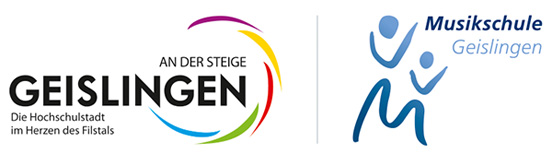 AN DER STEIGE
GEISLINGEN
Die Hochschulstadt
im Herzen des Filstals
Musikschule
Geislingen